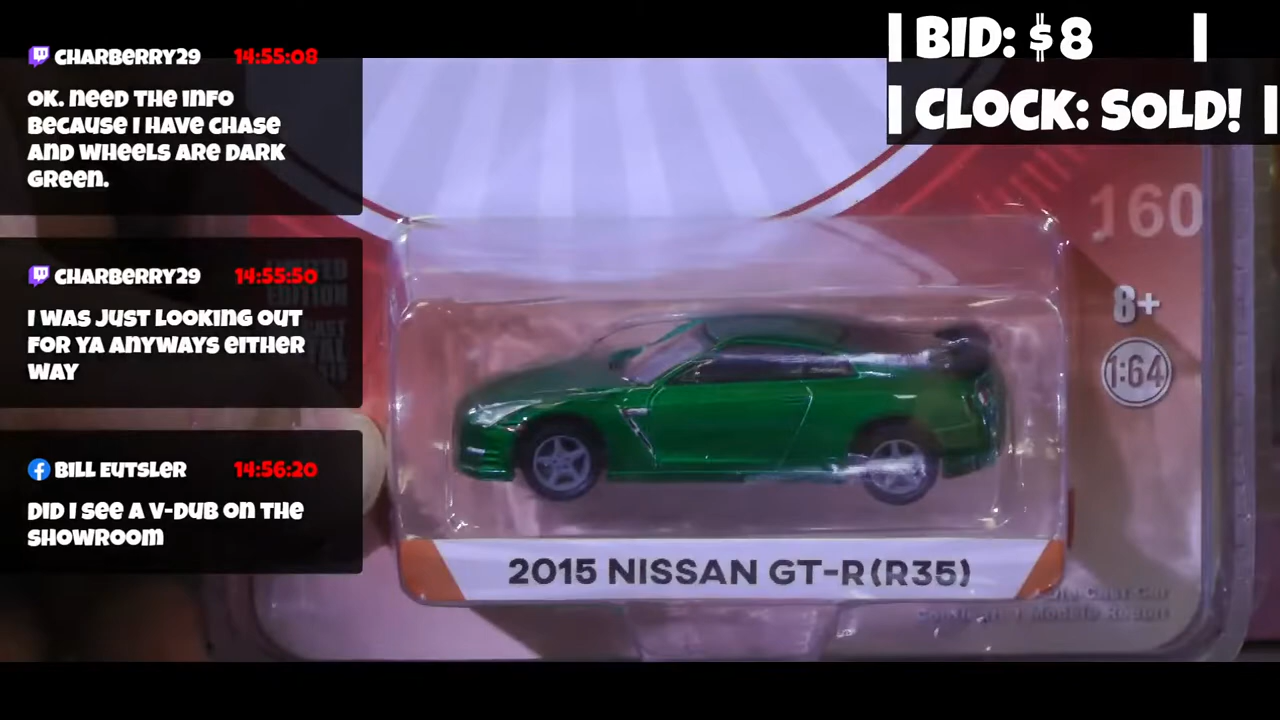 CHARBERRY29 14:55:08
OK. NEED THE INFO
BECAUSE I HAVE CHASE
AND WHEELS ARE DARK
GREEN.
CHARBERRY29 14:55:50
I WAS JUST LOOKING OUT
FOR YA ANYWAYS EITHER
WAY
BILL EUTSLER 14:56:20
DID I SEE A V-DUB ON THE
SHOWROOM
| BID: $8 |
| CLOCK: SOLD! |
160
LIMITED
EDITION
8+
1:64
2015 NISSAN GT-R(R35)